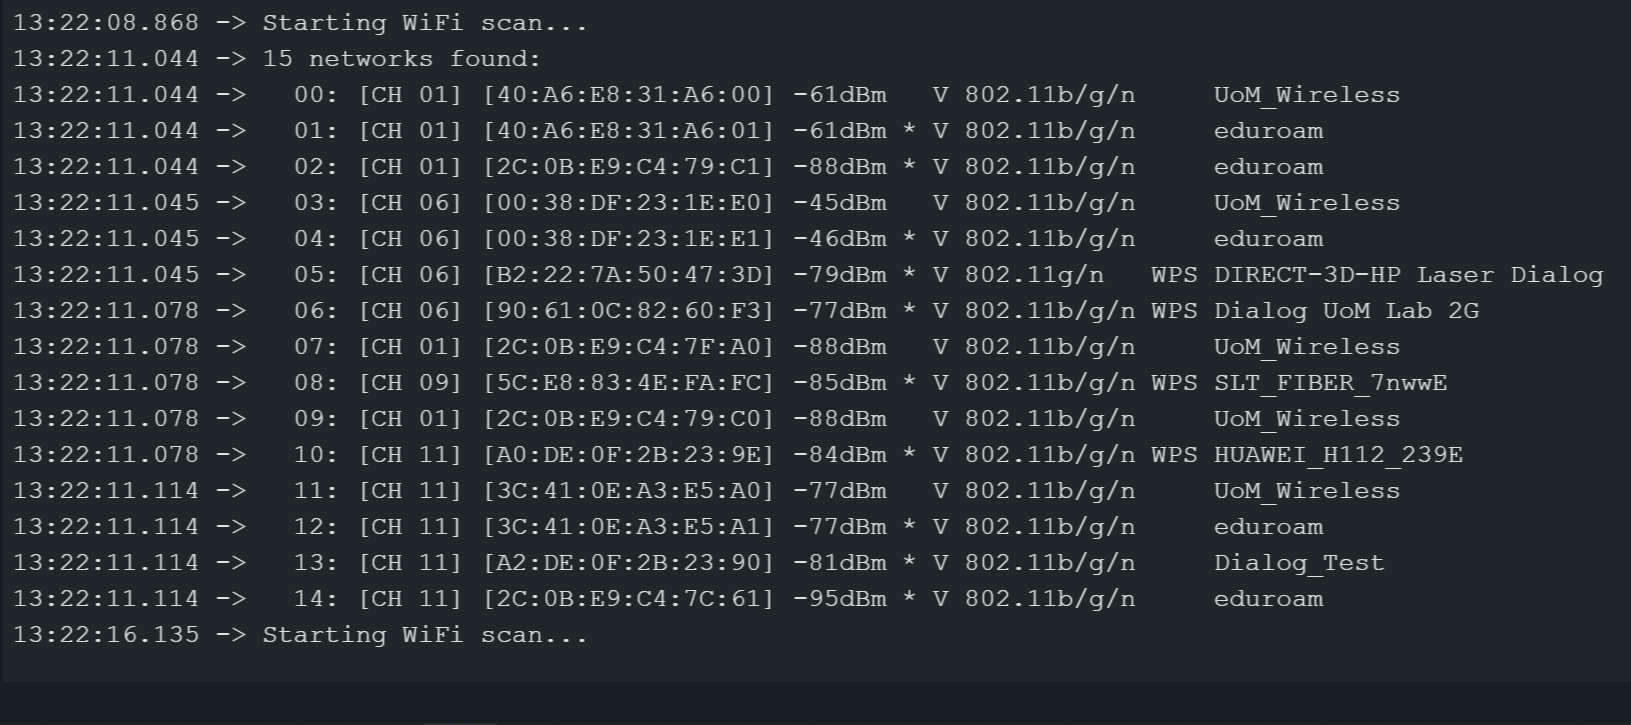 13:22:08.868 -> Starting WiFi scan...
13:22:11.044 -> 15 networks found:
13:22:11.044 ->   00: [CH 01] [40:A6:E8:31:A6:00] -61dBm   V 802.11b/g/n     UoM_Wireless
13:22:11.044 ->   01: [CH 01] [40:A6:E8:31:A6:01] -61dBm * V 802.11b/g/n     eduroam
13:22:11.044 ->   02: [CH 01] [2C:0B:E9:C4:79:C1] -88dBm * V 802.11b/g/n     eduroam
13:22:11.045 ->   03: [CH 06] [00:38:DF:23:1E:E0] -45dBm   V 802.11b/g/n     UoM_Wireless
13:22:11.045 ->   04: [CH 06] [00:38:DF:23:1E:E1] -46dBm * V 802.11b/g/n     eduroam
13:22:11.045 ->   05: [CH 06] [B2:22:7A:50:47:3D] -79dBm * V 802.11g/n   WPS DIRECT-3D-HP Laser Dialog
13:22:11.078 ->   06: [CH 06] [90:61:0C:82:60:F3] -77dBm * V 802.11b/g/n WPS Dialog UoM Lab 2G
13:22:11.078 ->   07: [CH 01] [2C:0B:E9:C4:7F:A0] -88dBm   V 802.11b/g/n     UoM_Wireless
13:22:11.078 ->   08: [CH 09] [5C:E8:83:4E:FA:FC] -85dBm * V 802.11b/g/n WPS SLT_FIBER_7nwwE
13:22:11.078 ->   09: [CH 01] [2C:0B:E9:C4:79:C0] -88dBm   V 802.11b/g/n     UoM_Wireless
13:22:11.078 ->   10: [CH 11] [A0:DE:0F:2B:23:9E] -84dBm * V 802.11b/g/n WPS HUAWEI_H112_239E
13:22:11.114 ->   11: [CH 11] [3C:41:0E:A3:E5:A0] -77dBm   V 802.11b/g/n     UoM_Wireless
13:22:11.114 ->   12: [CH 11] [3C:41:0E:A3:E5:A1] -77dBm * V 802.11b/g/n     eduroam
13:22:11.114 ->   13: [CH 11] [A2:DE:0F:2B:23:90] -81dBm * V 802.11b/g/n     Dialog_Test
13:22:11.114 ->   14: [CH 11] [2C:0B:E9:C4:7C:61] -95dBm * V 802.11b/g/n     eduroam
13:22:16.135 -> Starting WiFi scan...